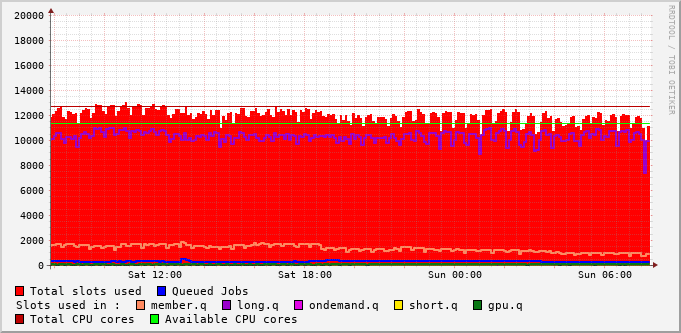 RRDTOOL / TOBI OETIKER
20000
18000
16000
14000
12000
10000
8000
6000
4000
2000
0
Sat 12:00 Sat 18:00 Sun 00:00 Sun 06:00
Total slots used Queued Jobs
Slots used in : member.q long.q ondemand.q short.q gpu.q
Total CPU cores Available CPU cores